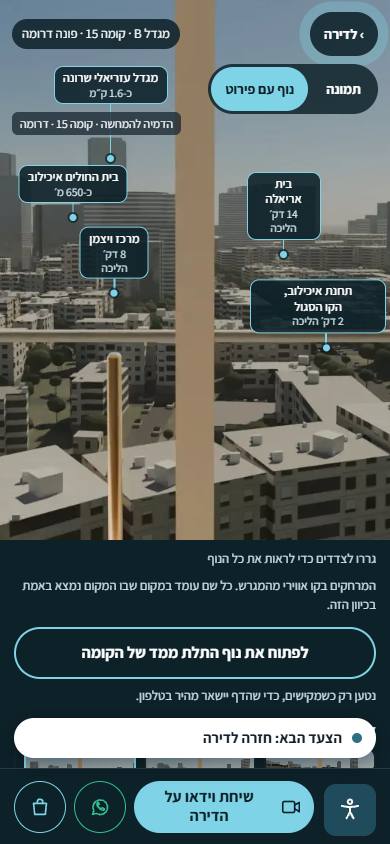 ‹ לדירה
מגדל B · קומה 15 · פונה דרומה
תמונה
נוף עם פירוט
מגדל עזריאלי שרונה
כ-1.6 ק״מ
הדמיה להמחשה · קומה 15 · דרומה
בית החולים איכילוב
כ-650 מ׳
בית
אריאלה
14 דק׳
הליכה
מרכז ויצמן
8 דק׳
הליכה
תחנת איכילוב,
הקו הסגול
2 דק׳ הליכה
גררו לצדדים כדי לראות את כל הנוף
המרחקים בקו אווירי מהמגרש. כל שם עומד במקום שבו המקום נמצא באמת
בכיוון הזה.
לפתוח את נוף התלת ממד של הקומה
נטען רק כשמקישים, כדי שהדף יישאר מהיר בטלפון.
הצעד הבא: חזרה לדירה
שיחת וידאו על
הדירה